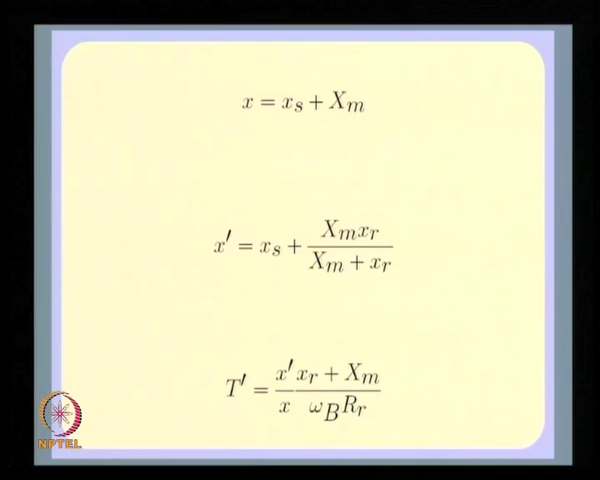 x = x_s + X_m
x' = x_s + \frac{X_m x_r}{X_m + x_r}
T' = \frac{x'}{x} \frac{x_r + X_m}{\omega_B R_r}
NPTEL